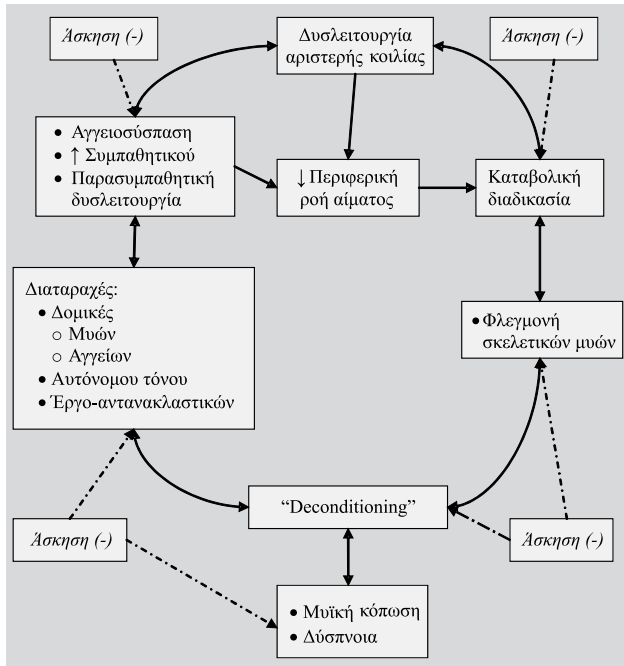 Άσκηση (-)
Δυσλειτουργία
αριστερής κοιλίας
Άσκηση (-)
• Αγγειοσύσπαση
• ↑ Συμπαθητικού
• Παρασυμπαθητική
δυσλειτουργία
↓ Περιφερική
ροή αίματος
Καταβολική
διαδικασία
Διαταραχές:
• Δομικές
○ Μυών
○ Αγγείων
• Αυτόνομου τόνου
• Έργο-αντανακλαστικών
• Φλεγμονή
σκελετικών μυών
“Deconditioning”
Άσκηση (-)
Άσκηση (-)
• Μυϊκή κόπωση
• Δύσπνοια